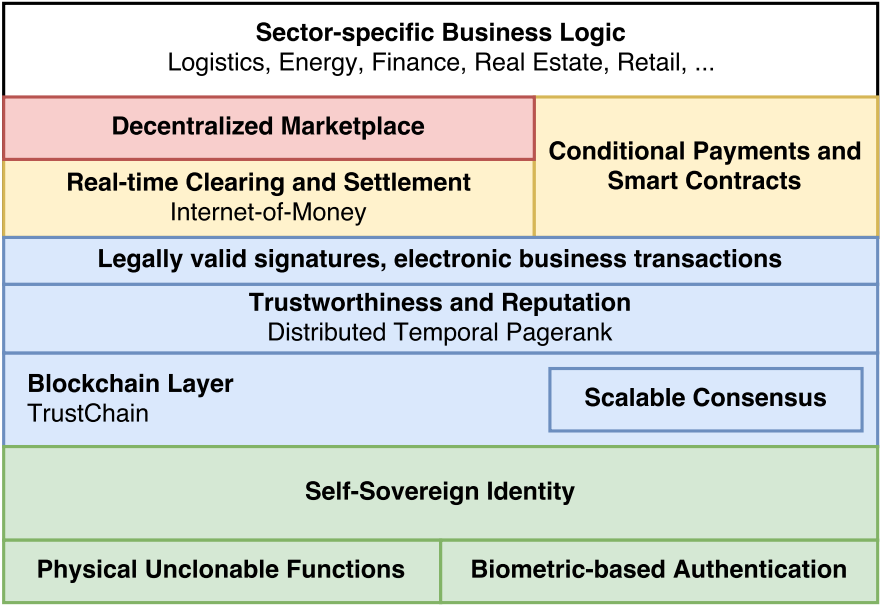 Sector-specific Business Logic
Logistics, Energy, Finance, Real Estate, Retail, ...
Decentralized Marketplace
Real-time Clearing and Settlement
Internet-of-Money
Conditional Payments and
Smart Contracts
Legally valid signatures, electronic business transactions
Trustworthiness and Reputation
Distributed Temporal Pagerank
Blockchain Layer
TrustChain
Scalable Consensus
Self-Sovereign Identity
Physical Unclonable Functions
Biometric-based Authentication